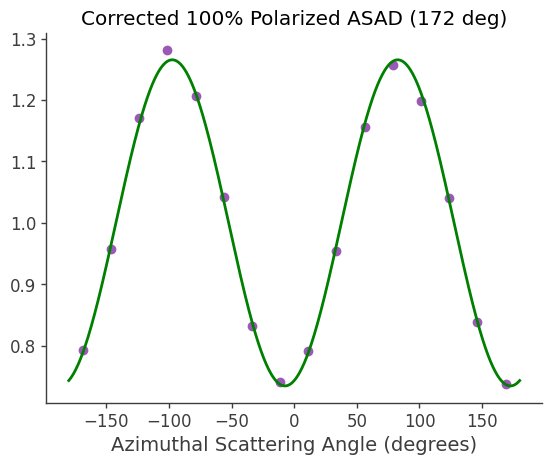 Corrected 100% Polarized ASAD (172 deg)
1.3
1.2
1.1
1.0
0.9
0.8
−150 −100 −50 0 50 100 150
Azimuthal Scattering Angle (degrees)